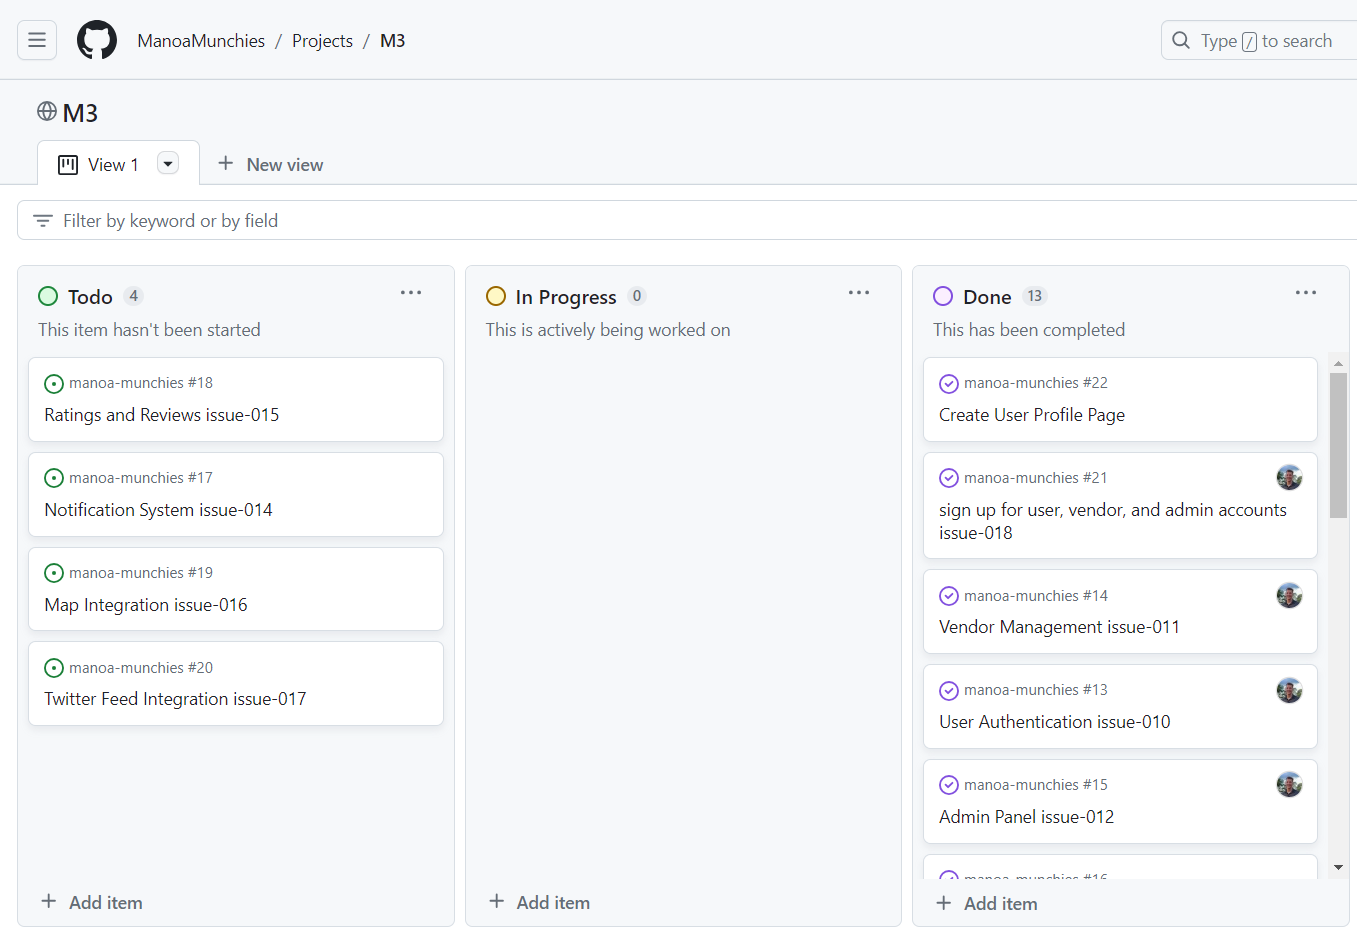 ManoaMunchies / Projects / M3
Type / to search
M3
View 1
New view
Filter by keyword or by field
Todo 4
This item hasn't been started
manoa-munchies #18
Ratings and Reviews issue-015
manoa-munchies #17
Notification System issue-014
manoa-munchies #19
Map Integration issue-016
manoa-munchies #20
Twitter Feed Integration issue-017
Add item
In Progress 0
This is actively being worked on
Add item
Done 13
This has been completed
manoa-munchies #22
Create User Profile Page
manoa-munchies #21
sign up for user, vendor, and admin accounts
issue-018
manoa-munchies #14
Vendor Management issue-011
manoa-munchies #13
User Authentication issue-010
manoa-munchies #15
Admin Panel issue-012
manoa-munchies #16
Add item